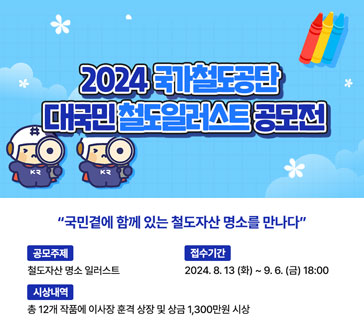 2024 국가철도공단
대국민 철도일러스트 공모전
KR
KR
“국민곁에 함께 있는 철도자산 명소를 만나다”
공모주제
철도자산 명소 일러스트
접수기간
2024. 8. 13 (화) ~ 9. 6. (금) 18:00
시상내역
총 12개 작품에 이사장 훈격 상장 및 상금 1,300만원 시상